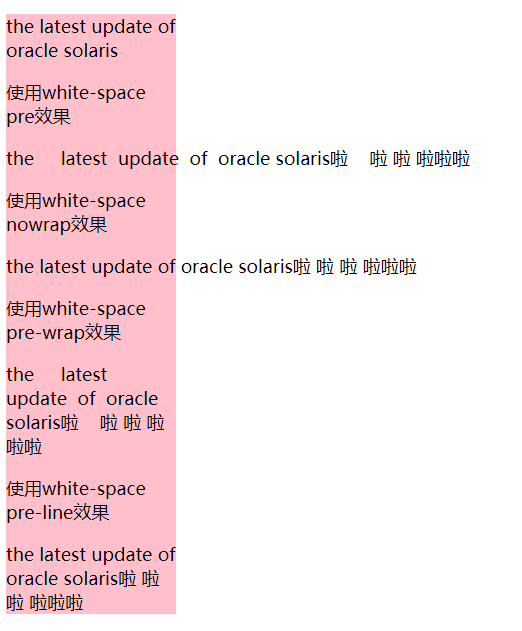 the latest update of
oracle solaris
使用white-space
pre效果
the     latest  update  of  oracle solaris啦    啦 啦 啦啦啦
使用white-space
nowrap效果
the latest update of oracle solaris啦 啦 啦 啦啦啦
使用white-space
pre-wrap效果
the     latest
update  of  oracle
solaris啦    啦 啦 啦
啦啦
使用white-space
pre-line效果
the latest update of
oracle solaris啦 啦
啦 啦啦啦